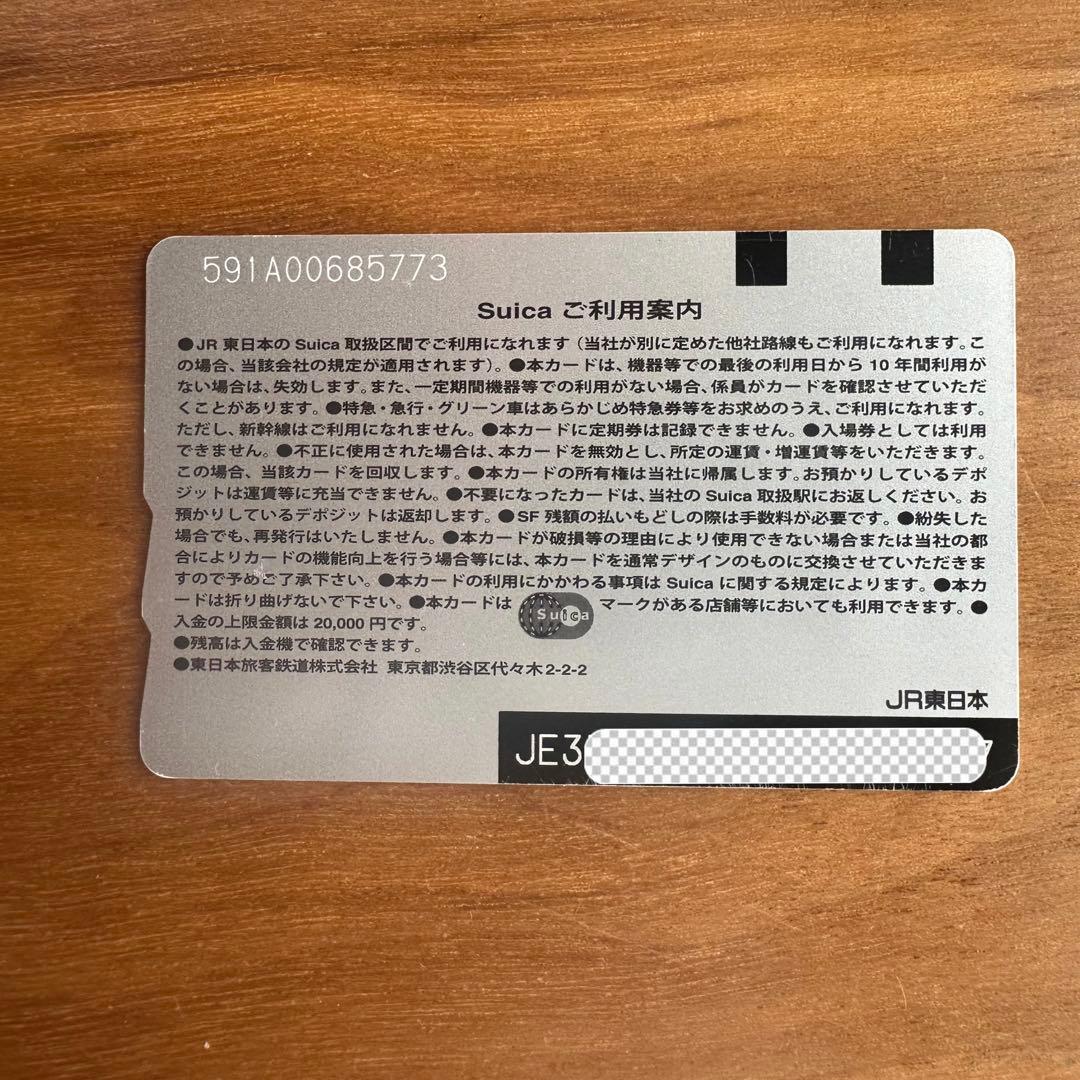 591A00685773
Suica ご利用案内
●JR 東日本の Suica 取扱区間でご利用になれます（当社が別に定めた他社路線もご利用になれます。こ
の場合、当該会社の規定が適用されます）。●本カードは、機器等での最後の利用日から 10 年間利用が
ない場合は、失効します。また、一定期間機器等での利用がない場合、係員がカードを確認させていただ
くことがあります。●特急・急行・グリーン車はあらかじめ特急券等をお求めのうえ、ご利用になれます。
ただし、新幹線はご利用になれません。●本カードに定期券は記録できません。●入場券としては利用
できません。●不正に使用された場合は、本カードを無効とし、所定の運賃・増運賃等をいただきます。
この場合、当該カードを回収します。●本カードの所有権は当社に帰属します。お預かりしているデポ
ジットは運賃等に充当できません。●不要になったカードは、当社の Suica 取扱駅にお返しください。お
預かりしているデポジットは返却します。●SF 残額の払いもどしの際は手数料が必要です。●紛失した
場合でも、再発行はいたしません。●本カードが破損等の理由により使用できない場合または当社の都
合によりカードの機能向上を行う場合等には、本カードを通常デザインのものに交換させていただきま
すので予めご了承下さい。●本カードの利用にかかわる事項は Suica に関する規定によります。●本カ
ードは折り曲げないで下さい。●本カードは Suica マークがある店舗等においても利用できます。●
入金の上限金額は 20,000 円です。
●残高は入金機で確認できます。
●東日本旅客鉄道株式会社 東京都渋谷区代々木2-2-2
JR東日本
JE3